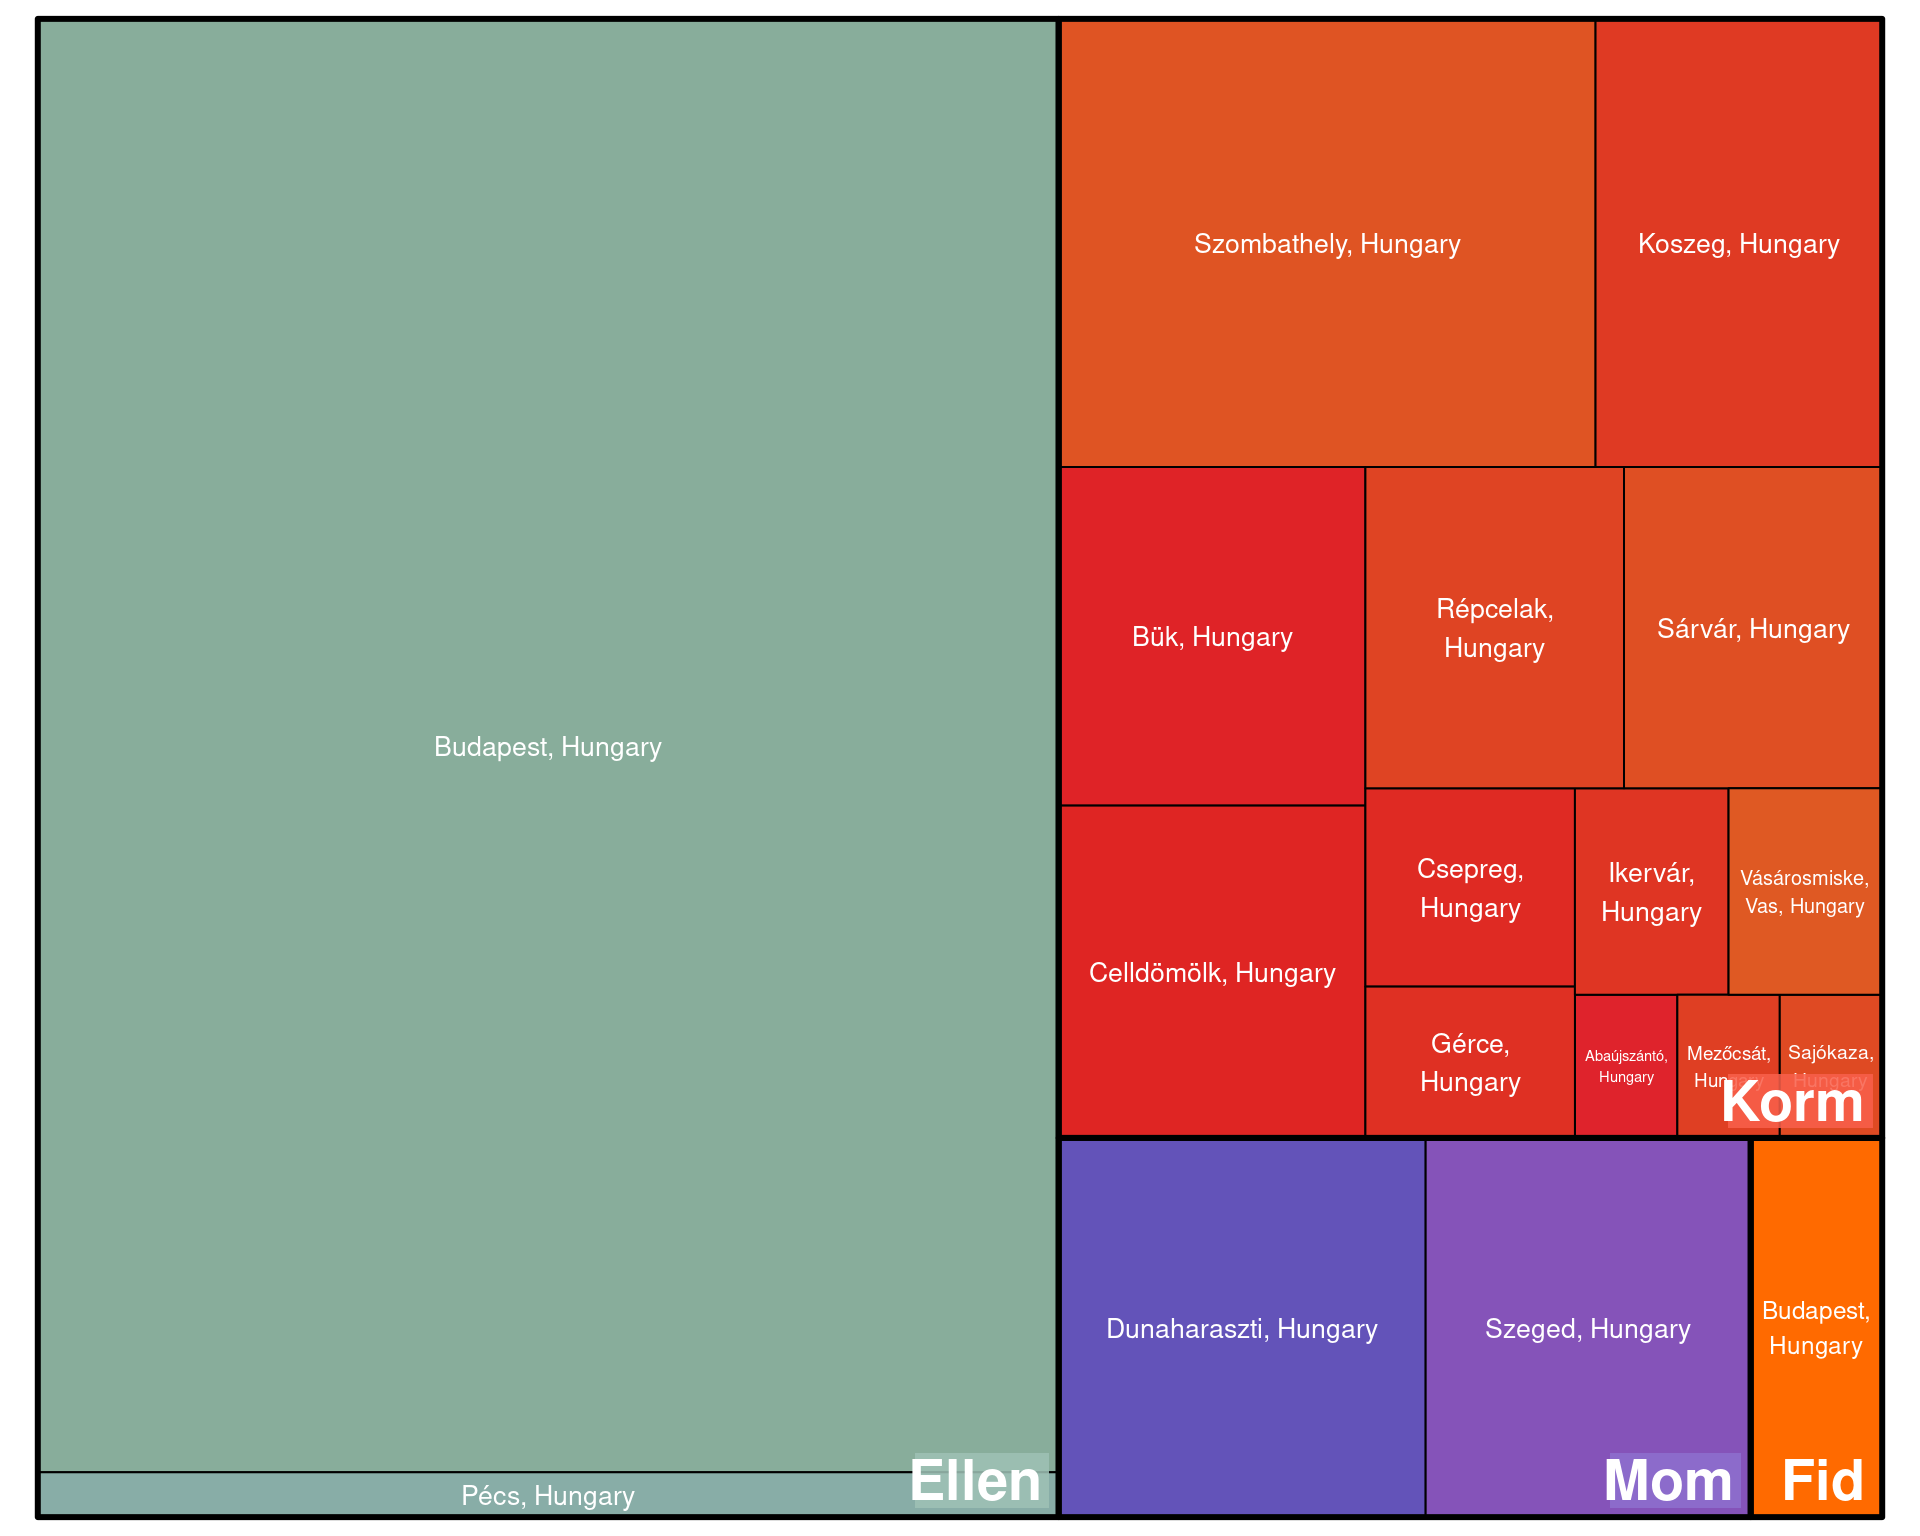 Budapest, Hungary
Pécs, Hungary
Ellen
Szombathely, Hungary
Koszeg, Hungary
Bük, Hungary
Répcelak,
Hungary
Sárvár, Hungary
Celldömölk, Hungary
Csepreg,
Hungary
Ikervár,
Hungary
Vásárosmiske,
Vas, Hungary
Gérce,
Hungary
Abaújszántó,
Hungary
Mezőcsát,
Hungary
Sajókaza,
Hungary
Korm
Dunaharaszti, Hungary
Szeged, Hungary
Mom
Budapest,
Hungary
Fid